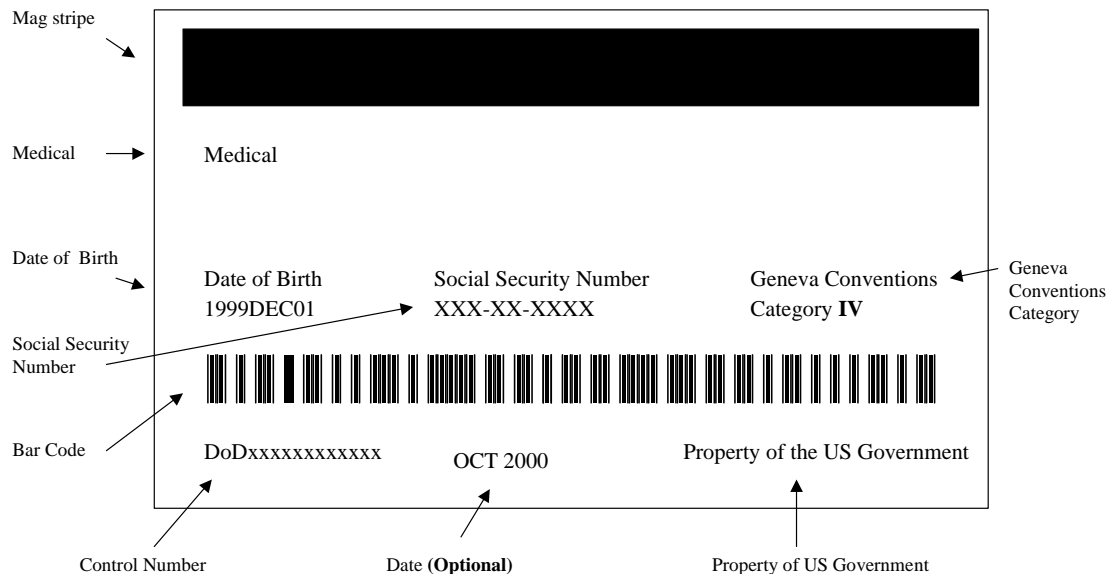 Mag stripe
Medical
Medical
Date of Birth
Date of Birth Social Security Number Geneva Conventions
1999DEC01 XXX-XX-XXXX Category IV
Geneva
Conventions
Category
Social Security
Number
Bar Code
DoDxxxxxxxxxxxx OCT 2000 Property of the US Government
Control Number Date (Optional) Property of US Government